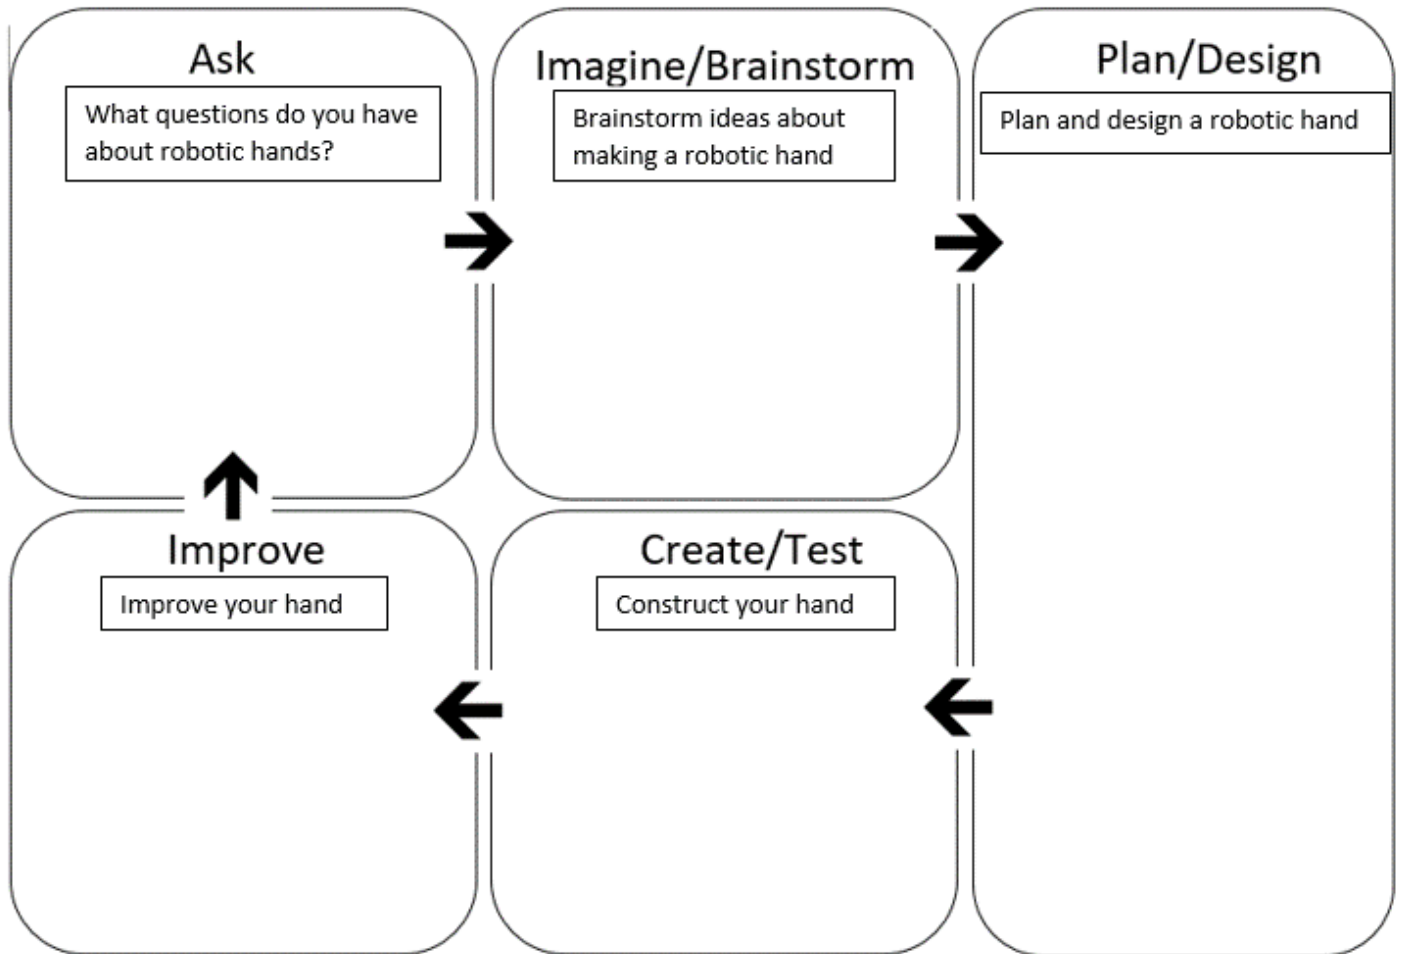 Ask
What questions do you have
about robotic hands?
Imagine/Brainstorm
Brainstorm ideas about
making a robotic hand
Plan/Design
Plan and design a robotic hand
Improve
Improve your hand
Create/Test
Construct your hand